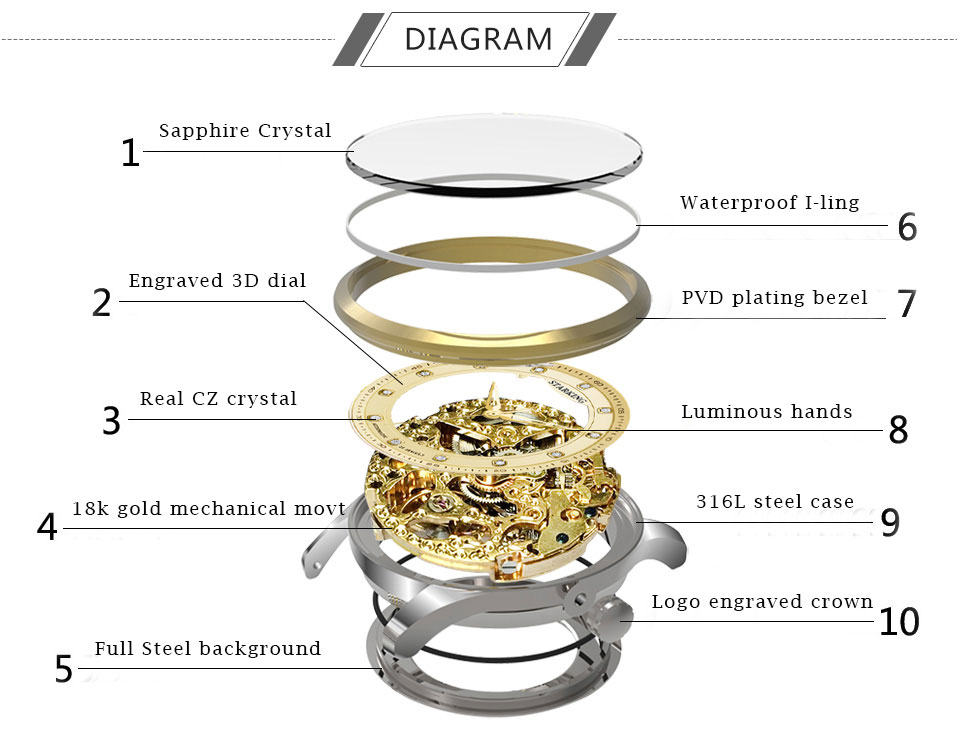 DIAGRAM
1 Sapphire Crystal
Waterproof I-ling 6
2 Engraved 3D dial
PVD plating bezel 7
3 Real CZ crystal
Luminous hands 8
STARKING
4 18k gold mechanical movt
316L steel case 9
Logo engraved crown 10
5 Full Steel background